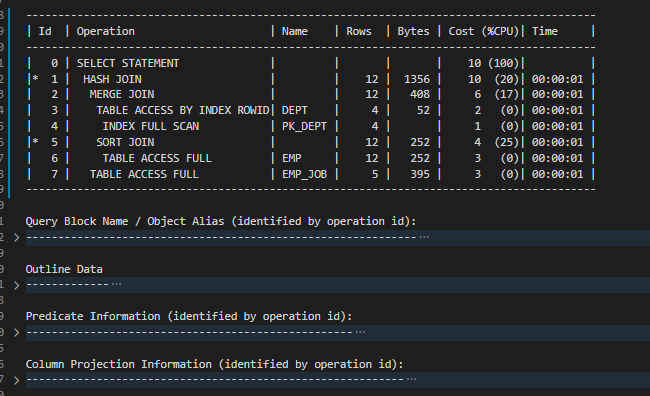 ---------------------------------------------------------------------------------------
| Id  | Operation                     | Name    | Rows  | Bytes | Cost (%CPU)| Time     |
---------------------------------------------------------------------------------------
|   0 | SELECT STATEMENT              |         |       |       |    10 (100)|          |
|*  1 |  HASH JOIN                    |         |    12 |  1356 |    10  (20)| 00:00:01 |
|   2 |   MERGE JOIN                  |         |    12 |   408 |     6  (17)| 00:00:01 |
|   3 |    TABLE ACCESS BY INDEX ROWID| DEPT    |     4 |    52 |     2   (0)| 00:00:01 |
|   4 |     INDEX FULL SCAN           | PK_DEPT |     4 |       |     1   (0)| 00:00:01 |
|*  5 |    SORT JOIN                  |         |    12 |   252 |     4  (25)| 00:00:01 |
|   6 |     TABLE ACCESS FULL         | EMP     |    12 |   252 |     3   (0)| 00:00:01 |
|   7 |   TABLE ACCESS FULL           | EMP_JOB |     5 |   395 |     3   (0)| 00:00:01 |
---------------------------------------------------------------------------------------
Query Block Name / Object Alias (identified by operation id):
-------------------------------------------------------------…
Outline Data
-------------…
Predicate Information (identified by operation id):
---------------------------------------------------…
Column Projection Information (identified by operation id):
-----------------------------------------------------------…